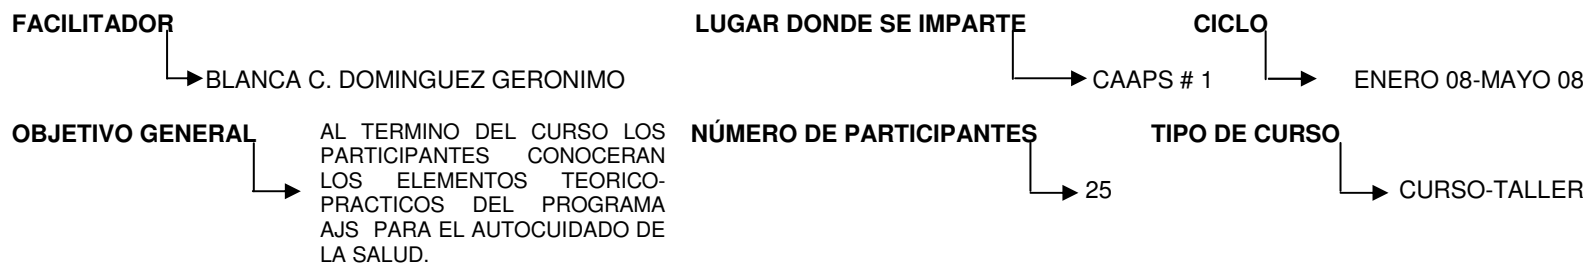 FACILITADOR LUGAR DONDE SE IMPARTE CICLO
BLANCA C. DOMINGUEZ GERONIMO CAAPS # 1 ENERO 08-MAYO 08
OBJETIVO GENERAL AL TERMINO DEL CURSO LOS NÚMERO DE PARTICIPANTES TIPO DE CURSO
PARTICIPANTES CONOCERAN
LOS ELEMENTOS TEORICO-
PRACTICOS DEL PROGRAMA 25 CURSO-TALLER
AJS PARA EL AUTOCUIDADO DE
LA SALUD.